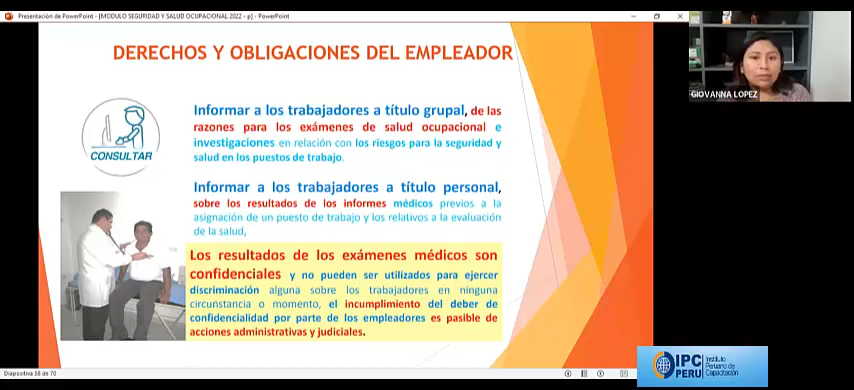 Presentación de PowerPoint - [MODULO SEGURIDAD Y SALUD OCUPACIONAL 2022 - p] - PowerPoint
DERECHOS Y OBLIGACIONES DEL EMPLEADOR
GIOVANNA LOPEZ
CONSULTAR
Informar a los trabajadores a título grupal, de las
razones para los exámenes de salud ocupacional e
investigaciones en relación con los riesgos para la seguridad y
salud en los puestos de trabajo.
Informar a los trabajadores a título personal,
sobre los resultados de los informes médicos previos a la
asignación de un puesto de trabajo y los relativos a la evaluación
de la salud,
Los resultados de los exámenes médicos son
confidenciales y no pueden ser utilizados para ejercer
discriminación alguna sobre los trabajadores en ninguna
circunstancia o momento, el incumplimiento del deber de
confidencialidad por parte de los empleadores es pasible de
acciones administrativas y judiciales.
Diapositiva 58 de 70
IPC
PERU
Instituto
Peruano de
Capacitación